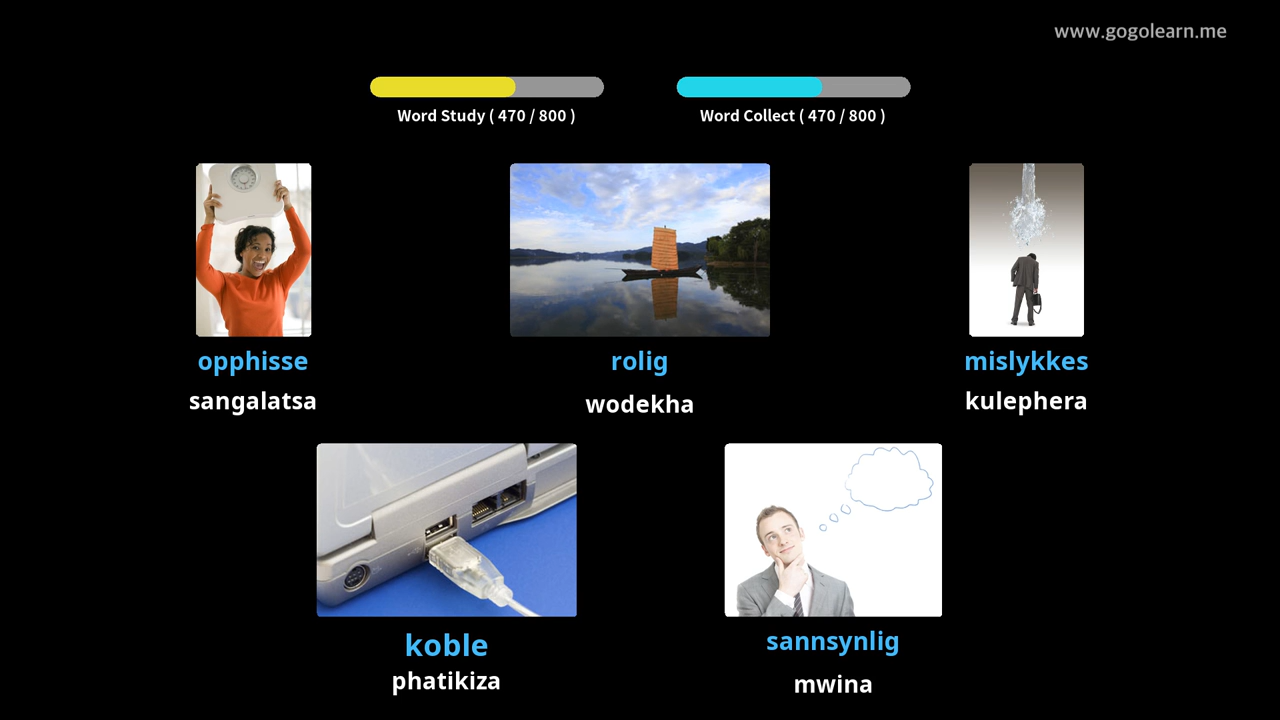 www.gogolearn.me
Word Study ( 470 / 800 )
Word Collect ( 470 / 800 )
opphisse
sangalatsa
rolig
wodekha
mislykkes
kulephera
koble
phatikiza
sannsynlig
mwina